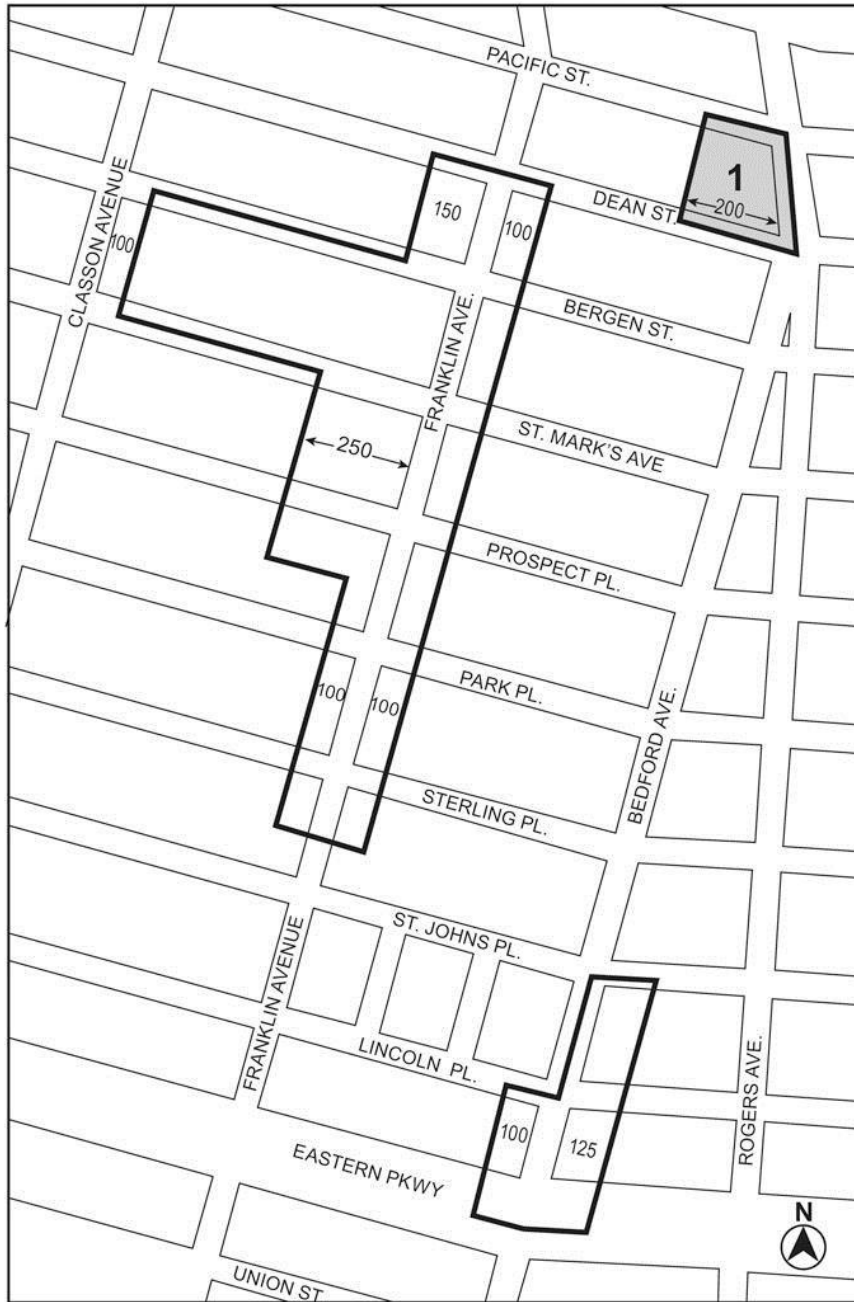 PACIFIC ST.
1
200
DEAN ST.
150
100
CLASSON AVENUE
100
BERGEN ST.
FRANKLIN AVE.
ST. MARK'S AVE
250
PROSPECT PL.
PARK PL.
100
100
BEDFORD AVE.
STERLING PL.
ST. JOHNS PL.
FRANKLIN AVENUE
LINCOLN PL.
100
125
ROGERS AVE.
EASTERN PKWY
N
UNION ST.